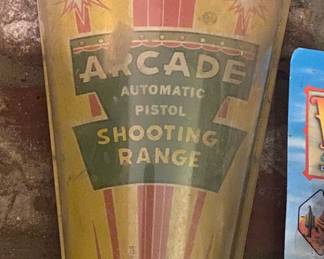 ARCADE
AUTOMATIC
PISTOL
SHOOTING
RANGE